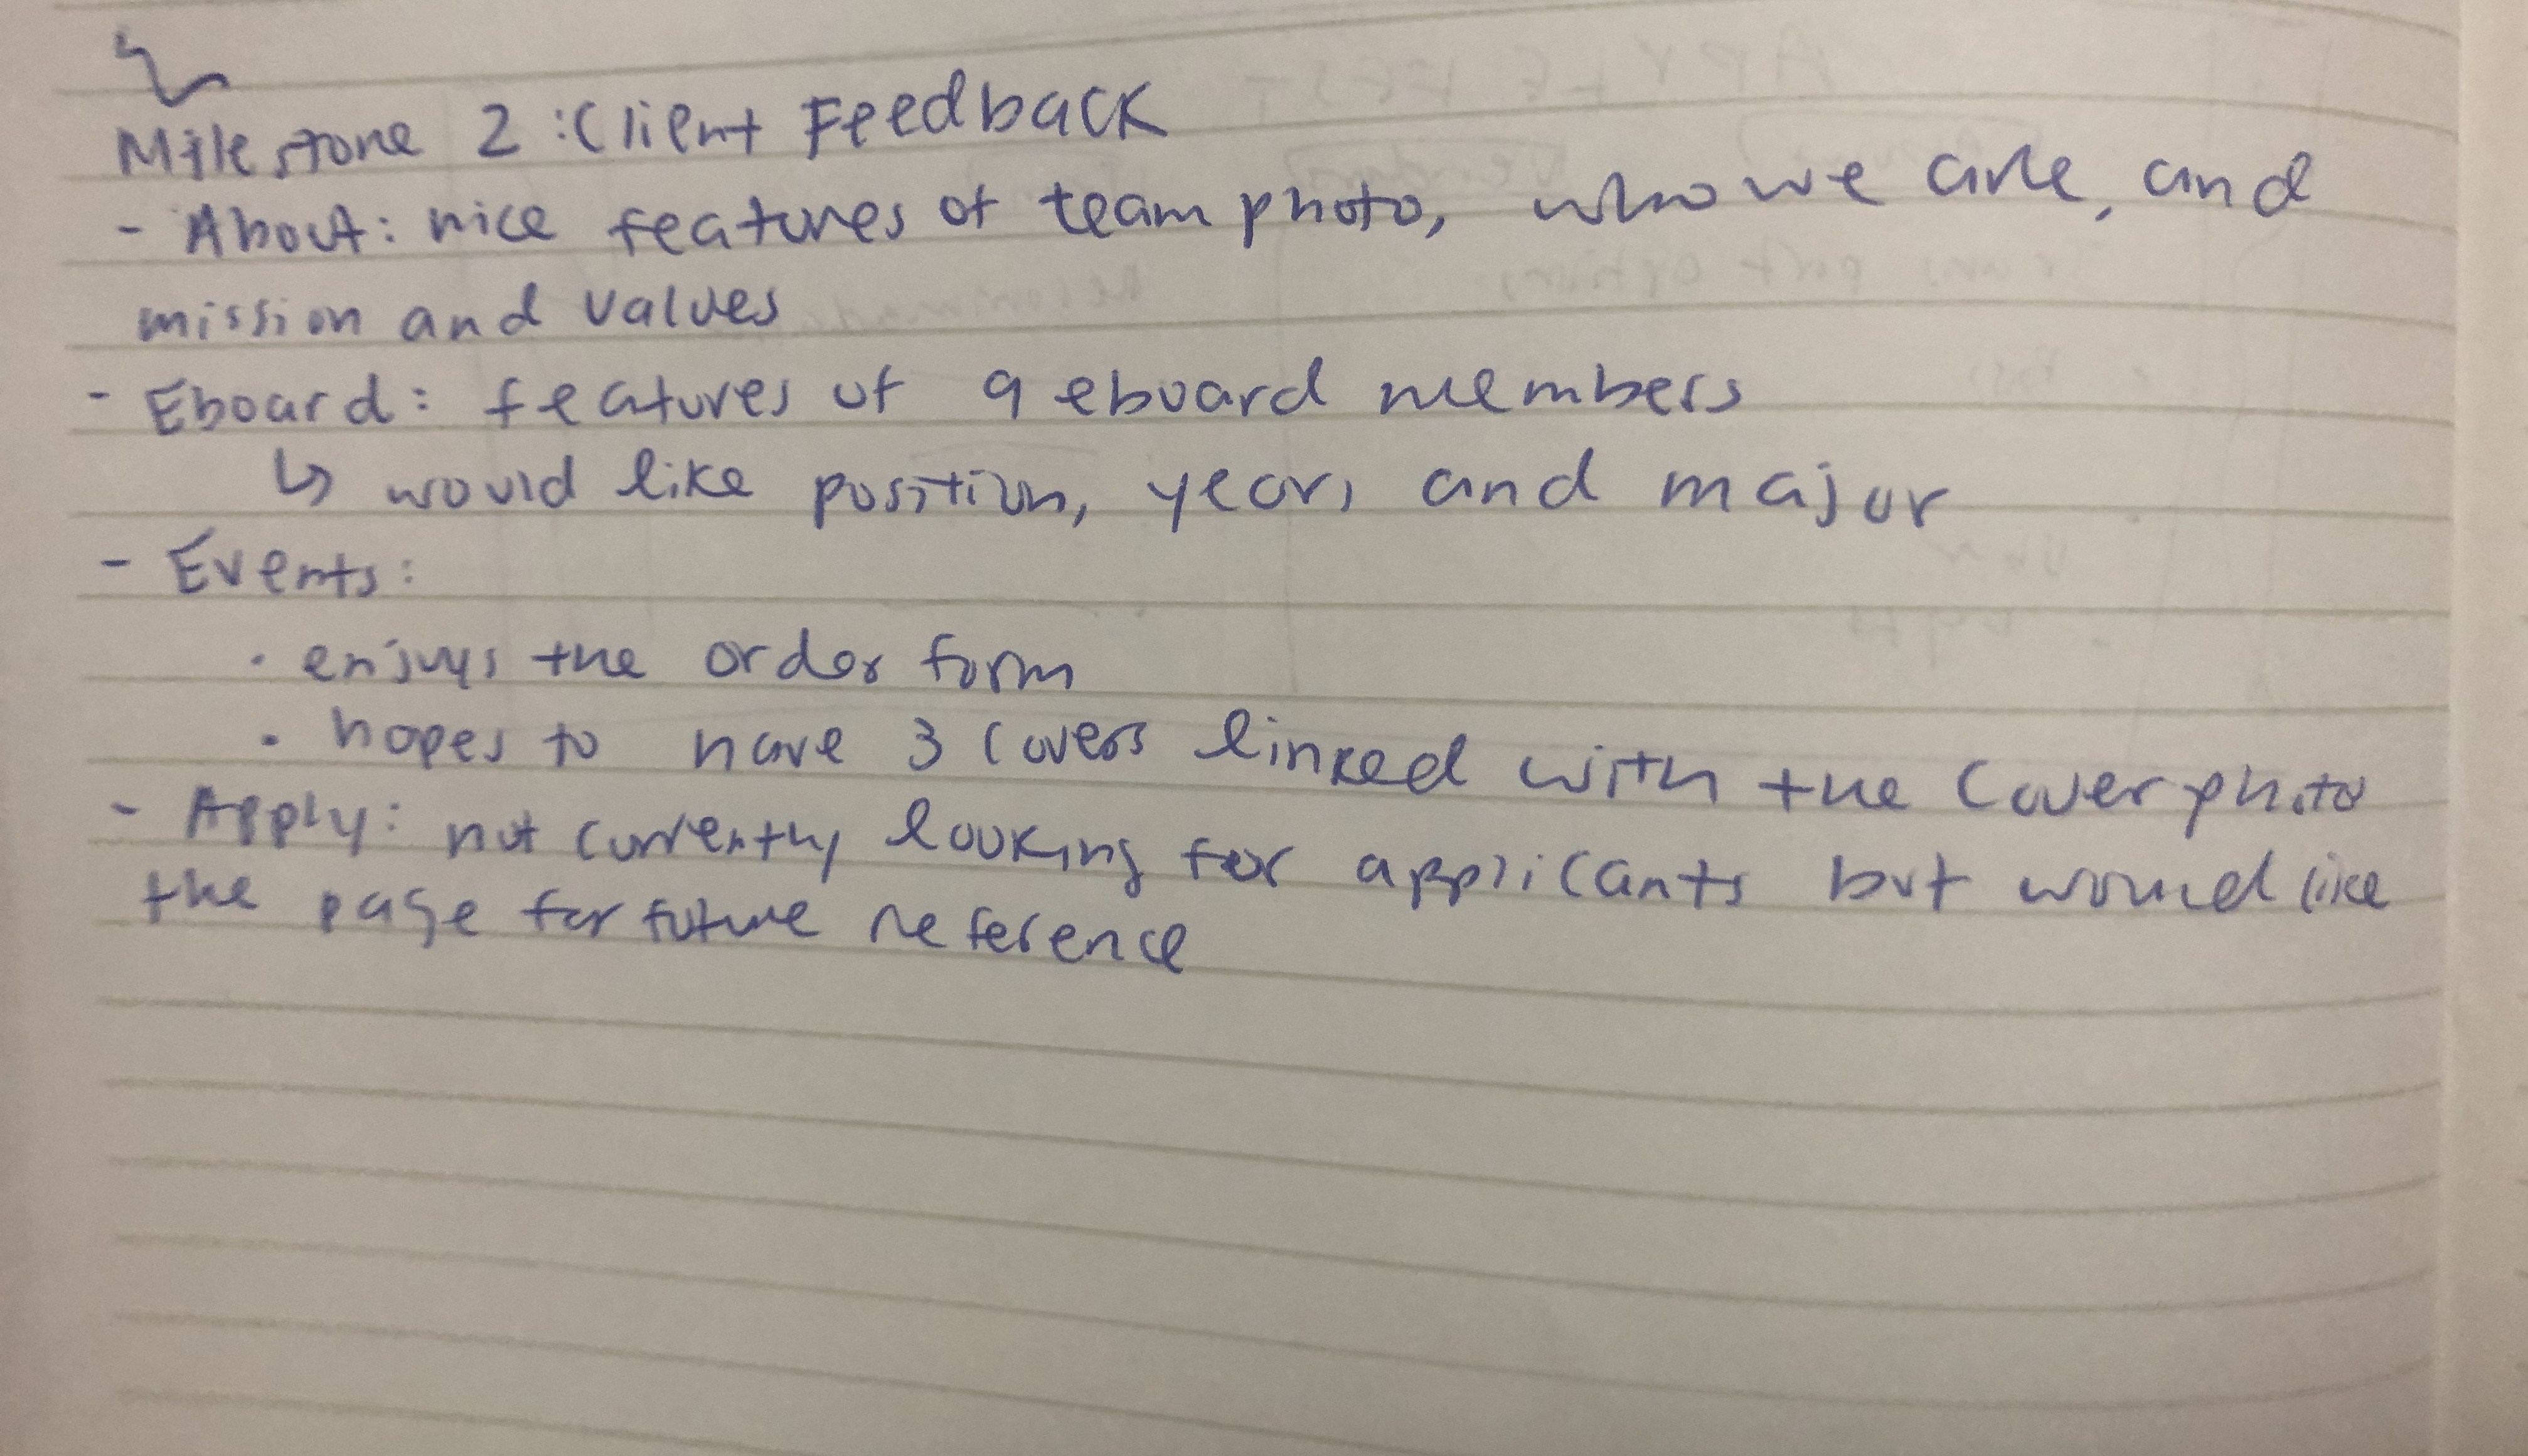 Milestone 2 : Client Feedback
- About: nice features of team photo, who we are, and
mission and values
- Eboard: features of 9 eboard members
↳ would like position, year, and major
- Events:
• enjoys the order form
• hopes to have 3 covers linked with the cover photo
- Apply: not currently looking for applicants but would like
the page for future reference